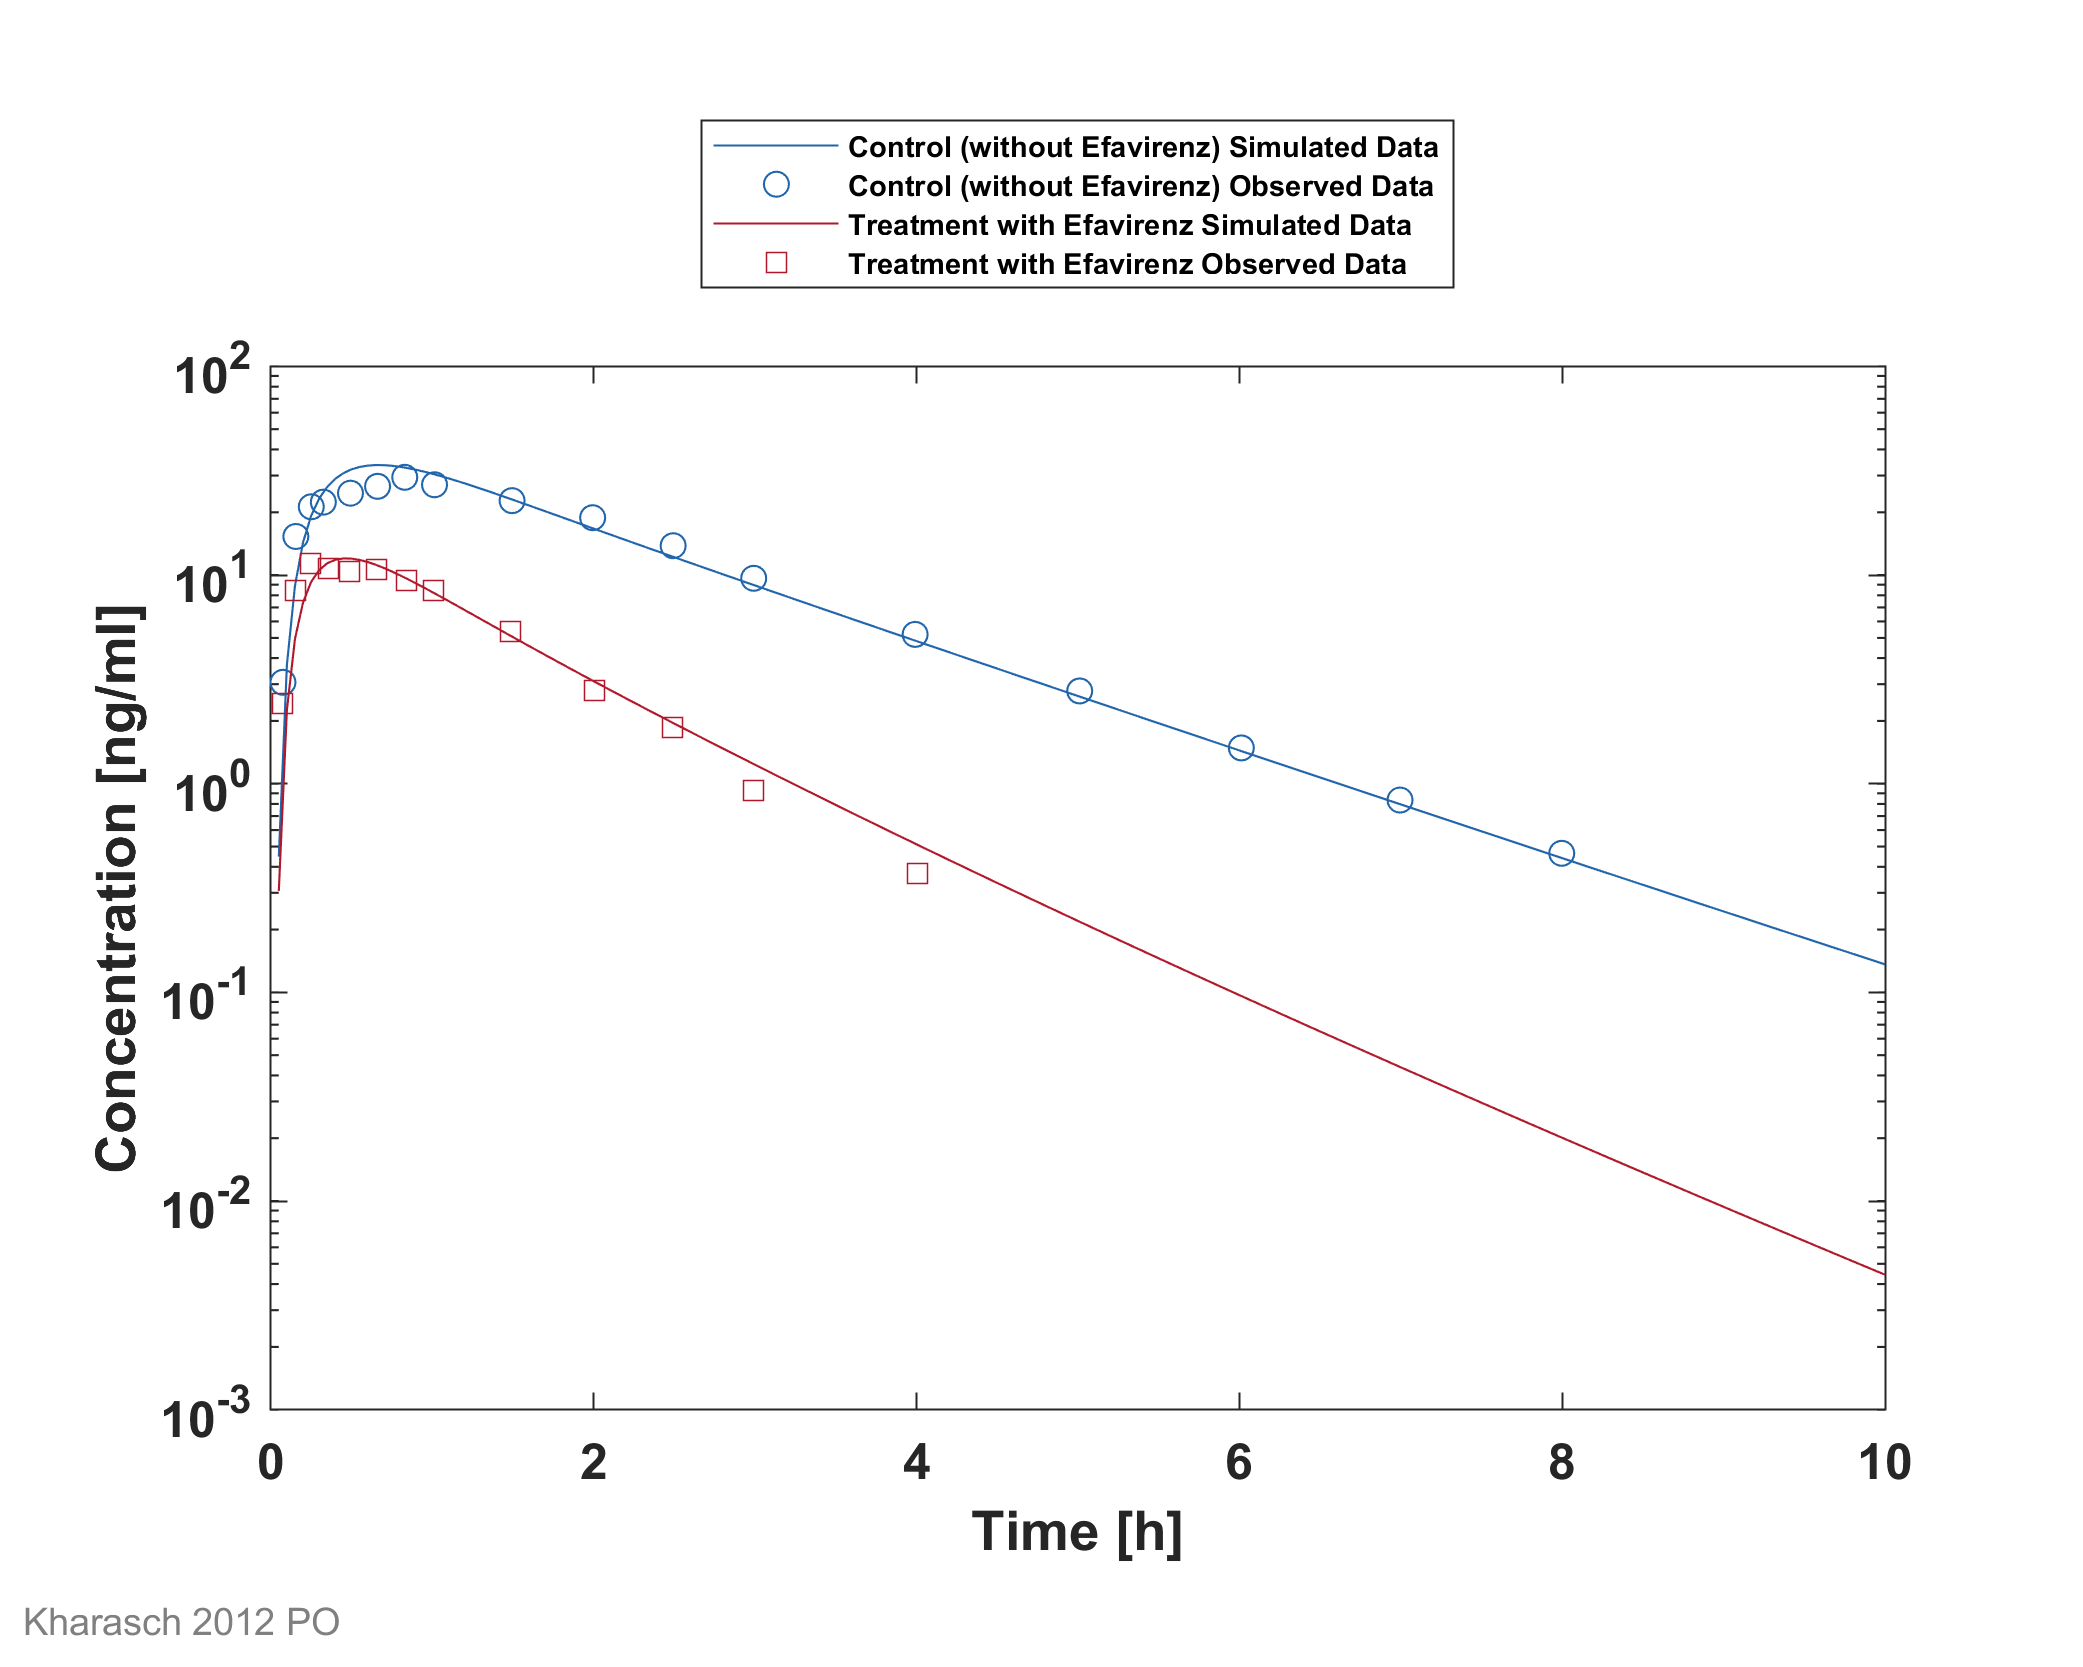 Control (without Efavirenz) Simulated Data
Control (without Efavirenz) Observed Data
Treatment with Efavirenz Simulated Data
Treatment with Efavirenz Observed Data
10^2
10^1
10^0
10^-1
10^-2
10^-3
Concentration [ng/ml]
0 2 4 6 8 10
Time [h]
Kharasch 2012 PO